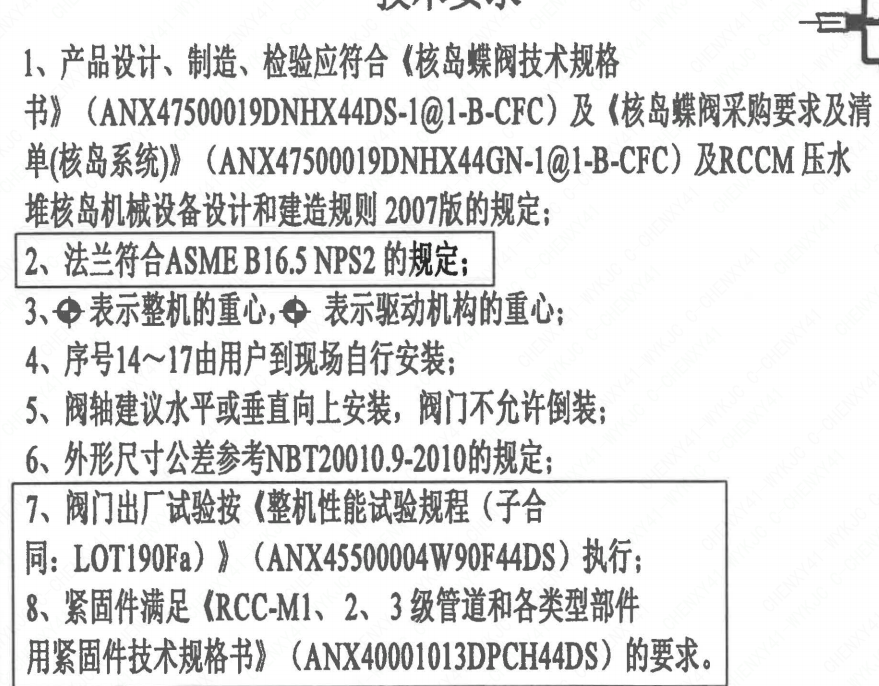 技术要求
1、产品设计、制造、检验应符合《核岛蝶阀技术规格
书》（ANX47500019DNHX44DS-1@1-B-CFC）及《核岛蝶阀采购要求及清
单(核岛系统)》（ANX47500019DNHX44GN-1@1-B-CFC）及RCCM 压水
堆核岛机械设备设计和建造规则 2007版的规定；
2、法兰符合ASME B16.5 NPS2 的规定；
3、表示整机的重心, 表示驱动机构的重心；
4、序号14～17由用户到现场自行安装；
5、阀轴建议水平或垂直向上安装，阀门不允许倒装；
6、外形尺寸公差参考NBT20010.9-2010的规定；
7、阀门出厂试验按《整机性能试验规程（子合
同：LOT190Fa）》（ANX45500004W90F44DS）执行；
8、紧固件满足《RCC-M1、2、3 级管道和各类型部件
用紧固件技术规格书》（ANX40001013DPCH44DS）的要求。